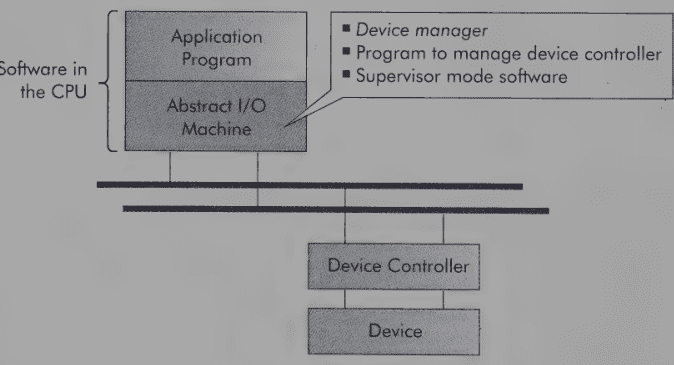 Application
Program
Abstract I/O
Machine
Software in
the CPU
■ Device manager
■ Program to manage device controller
■ Supervisor mode software
Device Controller
Device